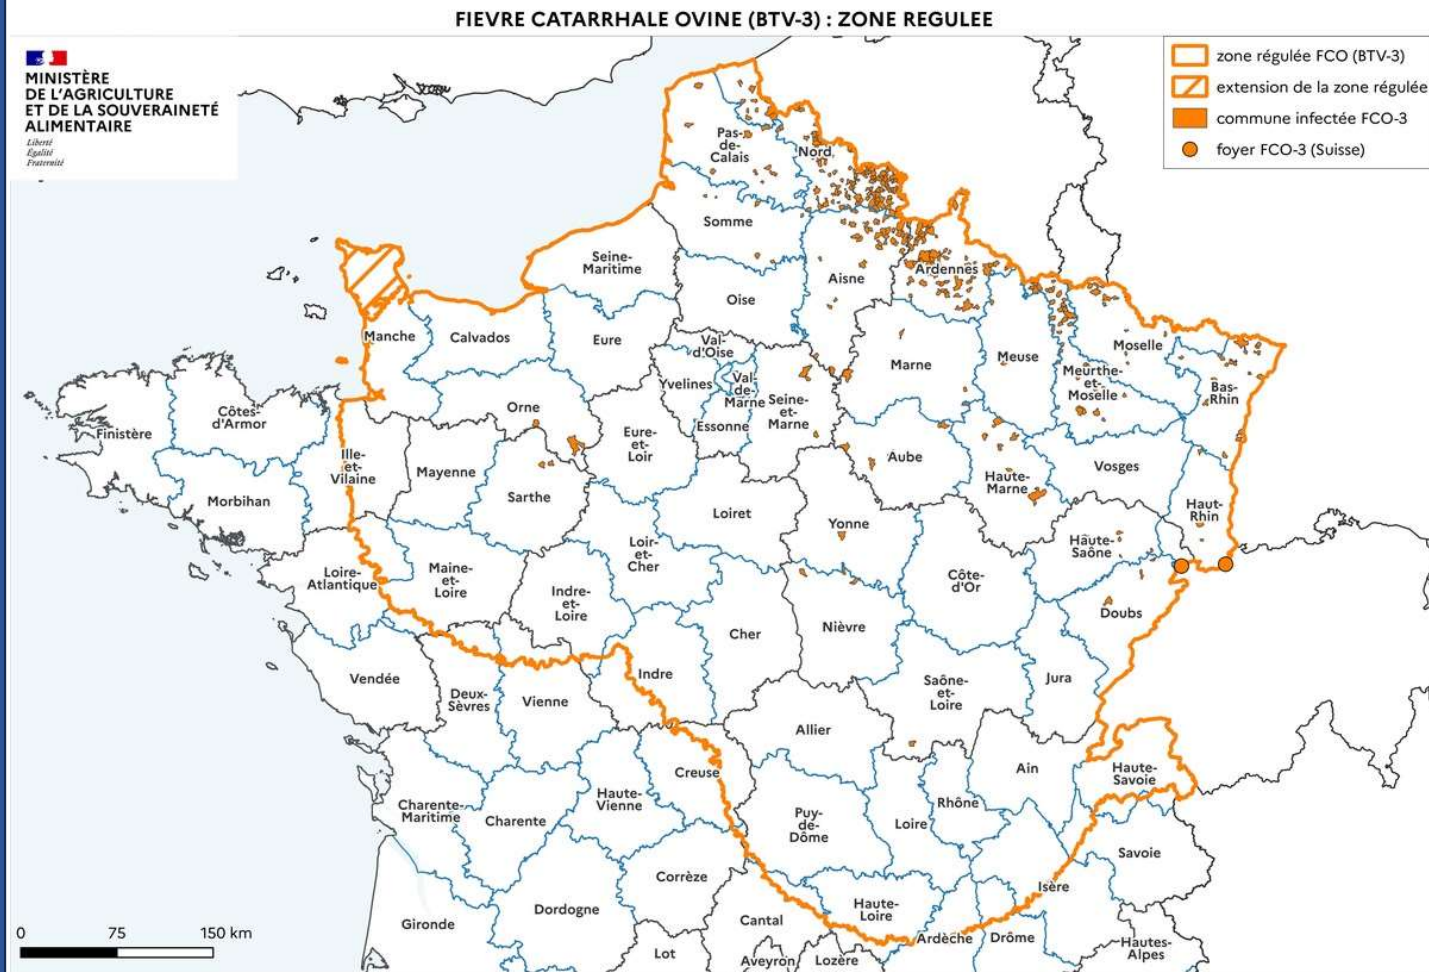 FIEVRE CATARRHALE OVINE (BTV-3) : ZONE REGULEE
MINISTÈRE
DE L'AGRICULTURE
ET DE LA SOUVERAINETÉ
ALIMENTAIRE
Liberté
Égalité
Fraternité
zone régulée FCO (BTV-3)
extension de la zone régulée
commune infectée FCO-3
foyer FCO-3 (Suisse)
Pas-
de-
Calais
Nord
Somme
Seine-
Maritime
Aisne
Ardennes
Oise
Manche
Calvados
Eure
Val-
d'Oise
Marne
Meuse
Moselle
Meurthe-
et-
Moselle
Bas-
Rhin
Yvelines
Val-
de-
Marne
Seine-
et-
Marne
Essonne
Orne
Côtes-
d'Armor
Finistère
Ille-
et-
Vilaine
Mayenne
Eure-
et-
Loir
Aube
Haute-
Marne
Vosges
Morbihan
Sarthe
Loiret
Yonne
Haut-
Rhin
Loir-
et-
Cher
Haute-
Saône
Loire-
Atlantique
Maine-
et-
Loire
Indre-
et-
Loire
Côte-
d'Or
Doubs
Cher
Nièvre
Vendée
Deux-
Sèvres
Vienne
Indre
Saône-
et-
Loire
Jura
Allier
Creuse
Ain
Haute-
Savoie
Charente-
Maritime
Charente
Haute-
Vienne
Puy-
de-
Dôme
Loire
Rhône
Savoie
Corrèze
Isère
Gironde
Dordogne
Cantal
Haute-
Loire
Ardèche
Drôme
Hautes-
Alpes
Lot
Aveyron
Lozère
0 75 150 km